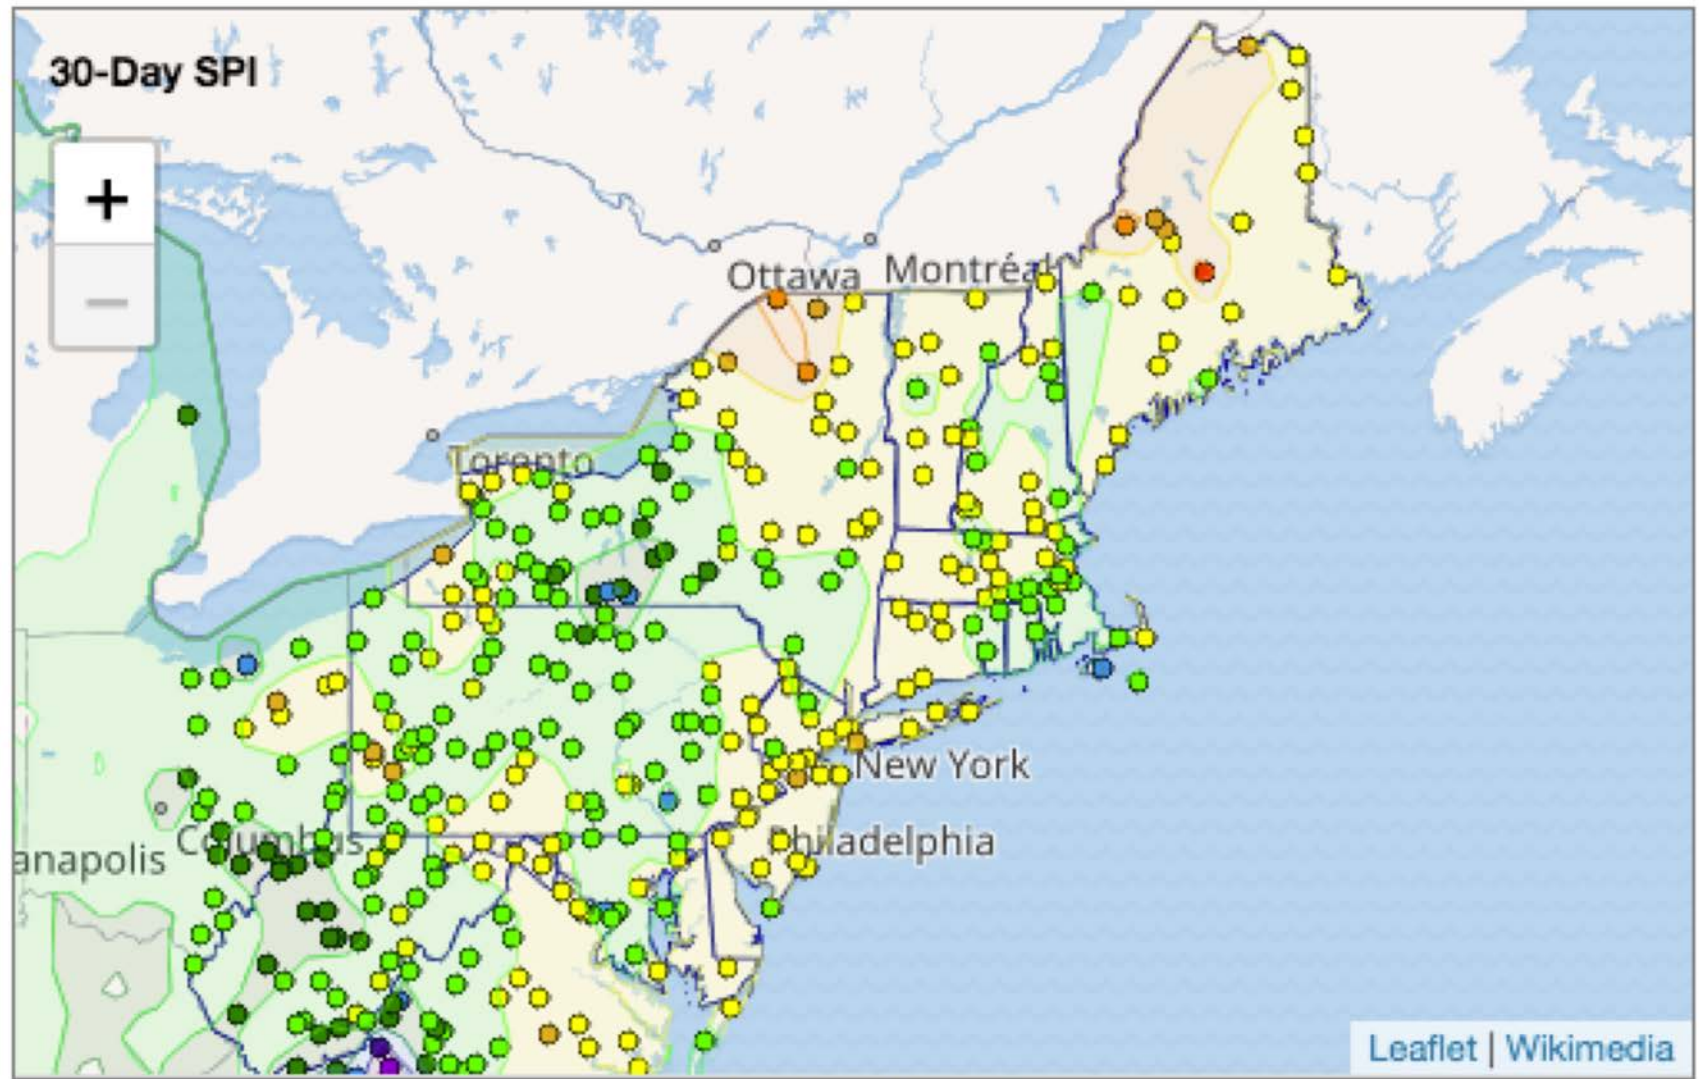 30-Day SPI
+
−
Ottawa
Montréal
Toronto
New York
Columbus
anapolis
Philadelphia
Leaflet | Wikimedia